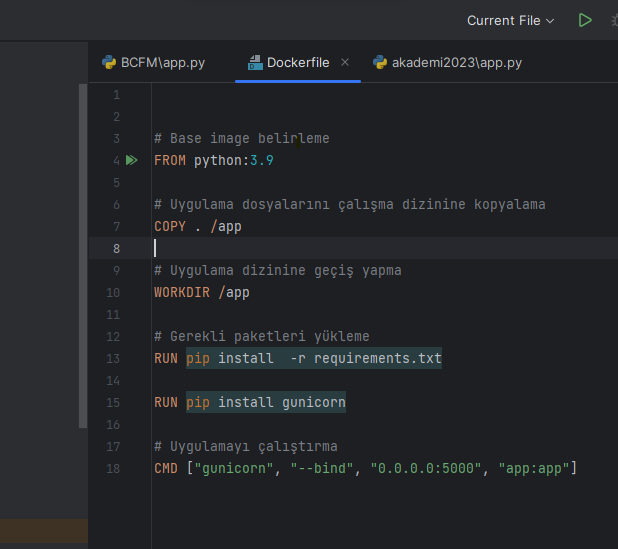 Current File
BCFM\app.py
Dockerfile
akademi2023\app.py
1
2
3 # Base image belirleme
4 FROM python:3.9
5
6 # Uygulama dosyalarını çalışma dizinine kopyalama
7 COPY . /app
8
9 # Uygulama dizinine geçiş yapma
10 WORKDIR /app
11
12 # Gerekli paketleri yükleme
13 RUN pip install  -r requirements.txt
14
15 RUN pip install gunicorn
16
17 # Uygulamayı çalıştırma
18 CMD ["gunicorn", "--bind", "0.0.0.0:5000", "app:app"]